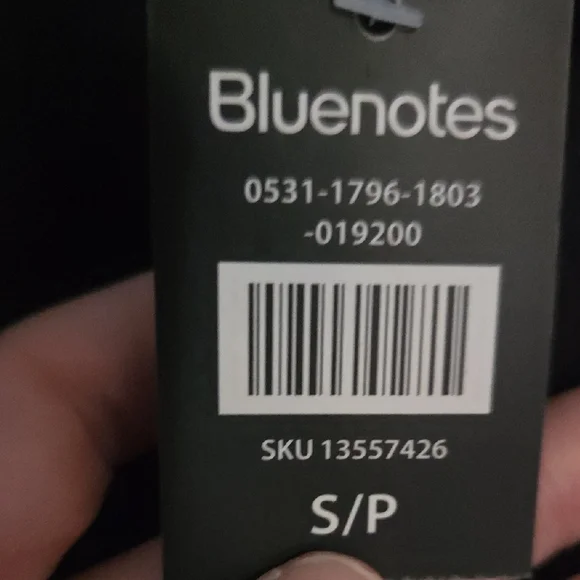 Bluenotes
0531-1796-1803
-019200
SKU 13557426
S/P